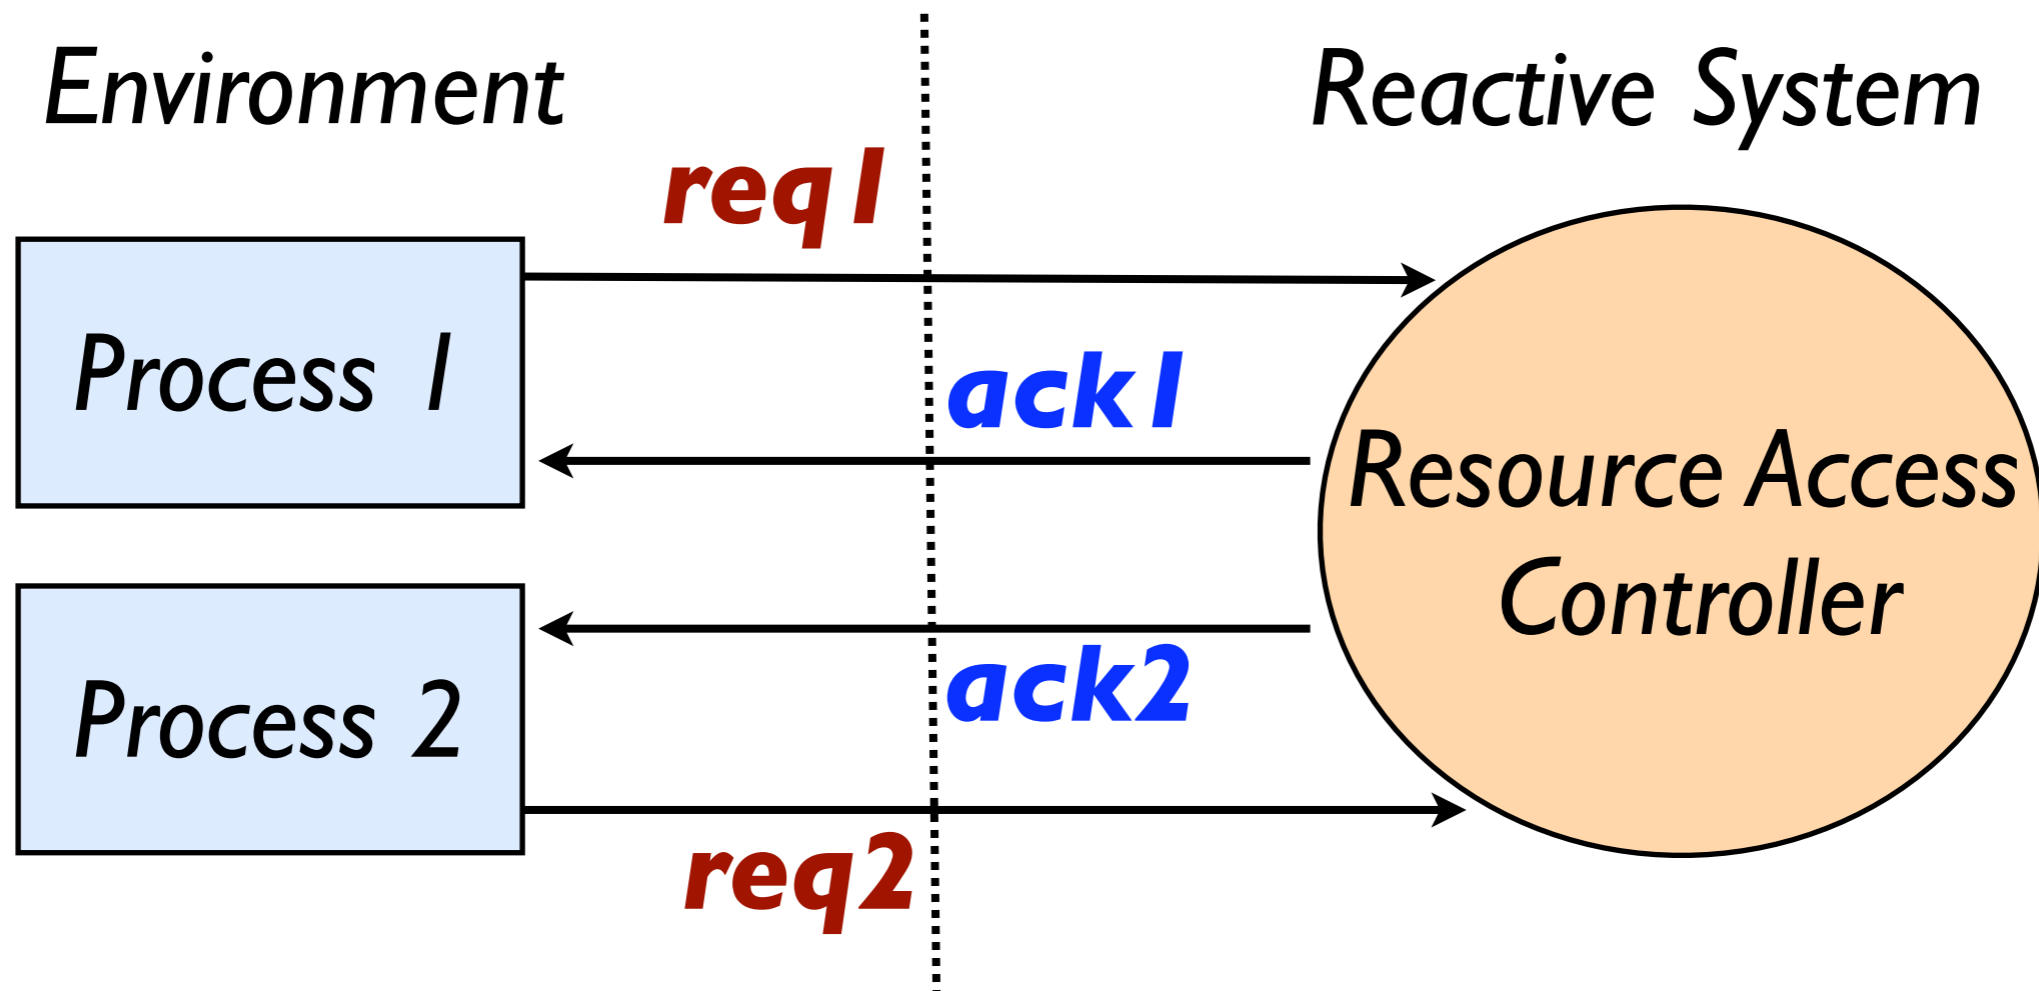 Environment
Reactive System
req1
Process 1
ack1
Resource Access
Controller
ack2
Process 2
req2